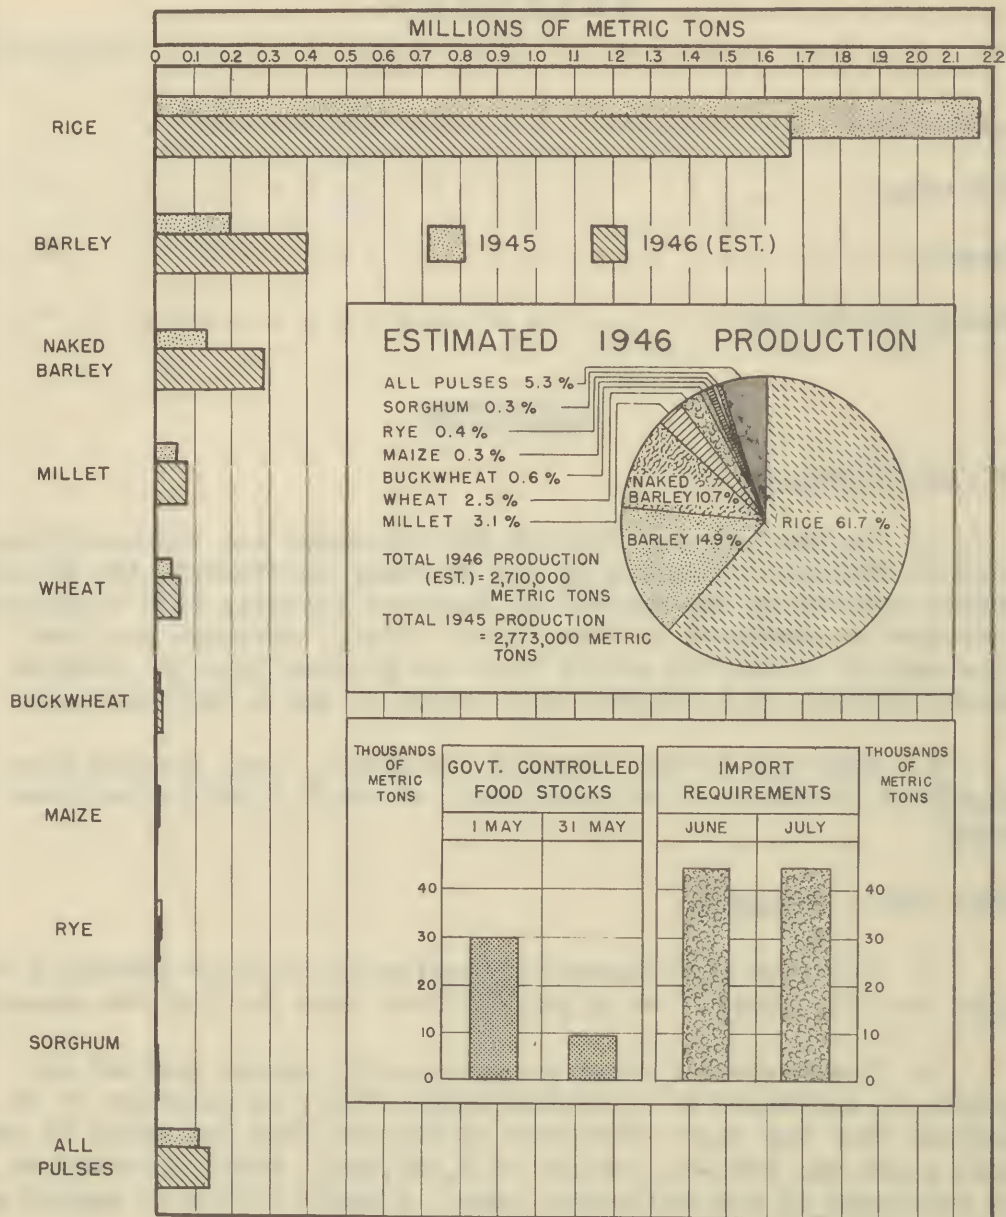 MILLIONS OF METRIC TONS
0 0.1 0.2 0.3 0.4 0.5 0.6 0.7 0.8 0.9 1.0 1.1 1.2 1.3 1.4 1.5 1.6 1.7 1.8 1.9 2.0 2.1 2.2
RICE
BARLEY
1945
1946 (EST.)
NAKED
BARLEY
MILLET
WHEAT
BUCKWHEAT
MAIZE
RYE
SORGHUM
ALL
PULSES
ESTIMATED 1946 PRODUCTION
ALL PULSES 5.3 %
SORGHUM 0.3 %
RYE 0.4 %
MAIZE 0.3 %
BUCKWHEAT 0.6 %
WHEAT 2.5 %
MILLET 3.1 %
NAKED
BARLEY 10.7 %
BARLEY 14.9 %
RICE 61.7 %
TOTAL 1946 PRODUCTION
(EST.) = 2,710,000
METRIC TONS
TOTAL 1945 PRODUCTION
= 2,773,000 METRIC
TONS
THOUSANDS
OF
METRIC
TONS
GOVT. CONTROLLED
FOOD STOCKS
1 MAY 31 MAY
40
30
20
10
0
IMPORT
REQUIREMENTS
JUNE JULY
THOUSANDS
OF
METRIC
TONS
40
30
20
10
0